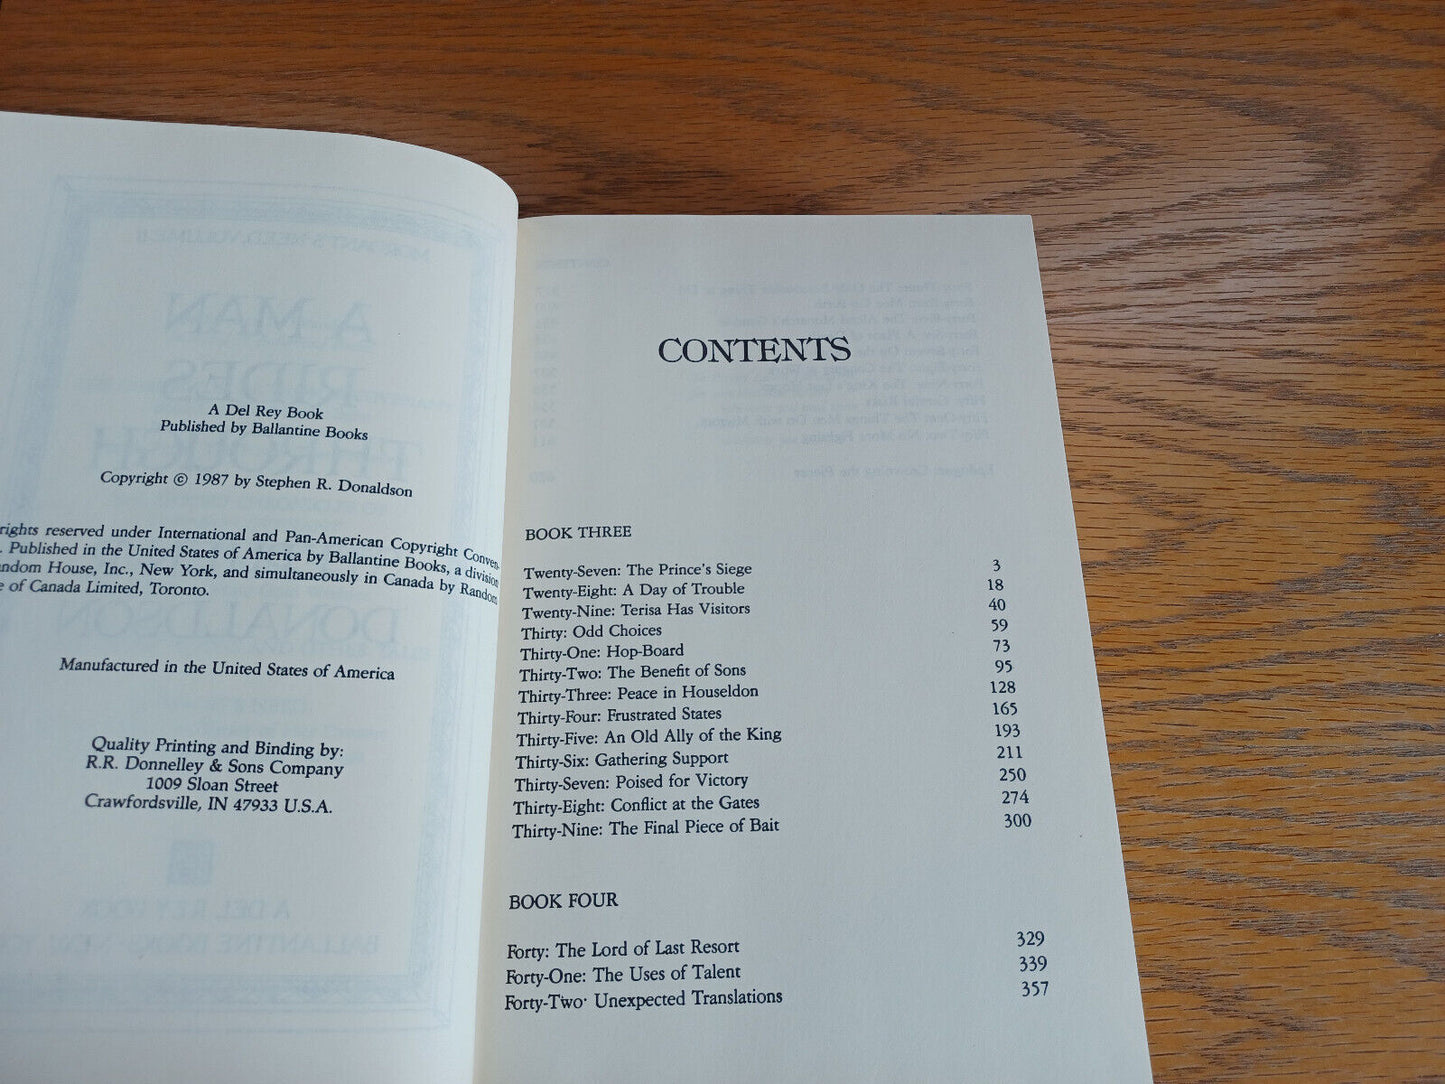 A Del Rey Book
Published by Ballantine Books
Copyright © 1987 by Stephen R. Donaldson
rights reserved under International and Pan-American Copyright Conven-
. Published in the United States of America by Ballantine Books, a division
ndom House, Inc., New York, and simultaneously in Canada by Random
e of Canada Limited, Toronto.
Manufactured in the United States of America
Quality Printing and Binding by:
R.R. Donnelley & Sons Company
1009 Sloan Street
Crawfordsville, IN 47933 U.S.A.
CONTENTS
BOOK THREE
Twenty-Seven: The Prince's Siege 3
Twenty-Eight: A Day of Trouble 18
Twenty-Nine: Terisa Has Visitors 40
Thirty: Odd Choices 59
Thirty-One: Hop-Board 73
Thirty-Two: The Benefit of Sons 95
Thirty-Three: Peace in Houseldon 128
Thirty-Four: Frustrated States 165
Thirty-Five: An Old Ally of the King 193
Thirty-Six: Gathering Support 211
Thirty-Seven: Poised for Victory 250
Thirty-Eight: Conflict at the Gates 274
Thirty-Nine: The Final Piece of Bait 300
BOOK FOUR
Forty: The Lord of Last Resort 329
Forty-One: The Uses of Talent 339
Forty-Two: Unexpected Translations 357
A MAN
RIDES
THROUGH
DONALDSON
A DEL REY BOOK